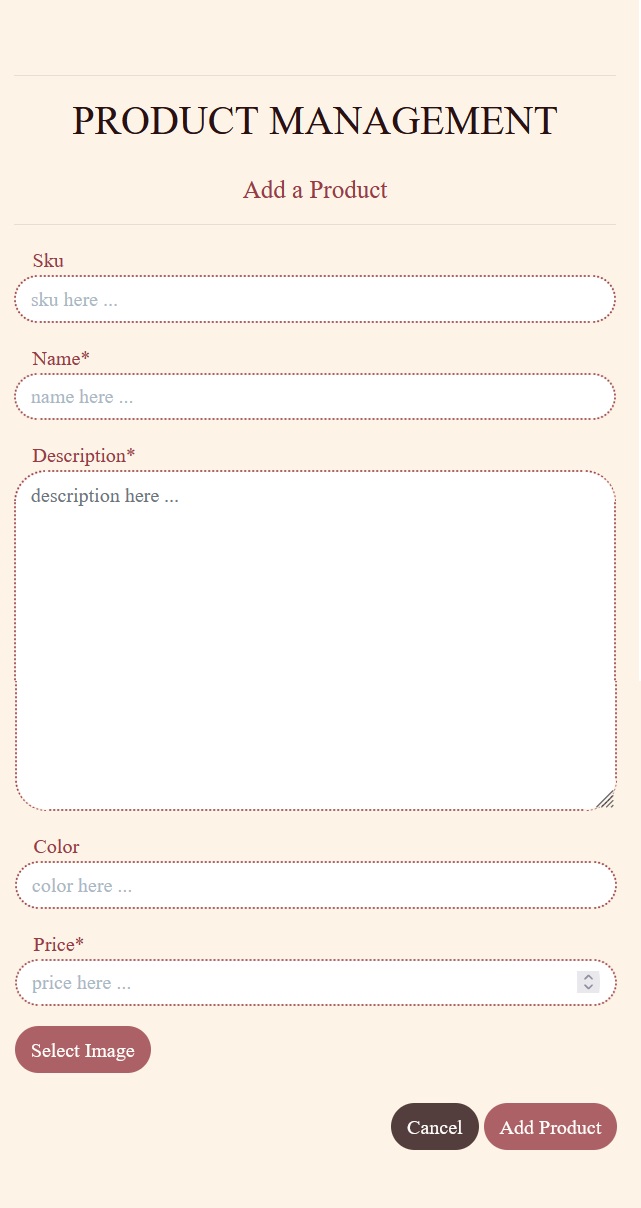 PRODUCT MANAGEMENT
Add a Product
Sku
sku here ...
Name*
name here ...
Description*
description here ...
Color
color here ...
Price*
price here ...
Select Image
Cancel Add Product